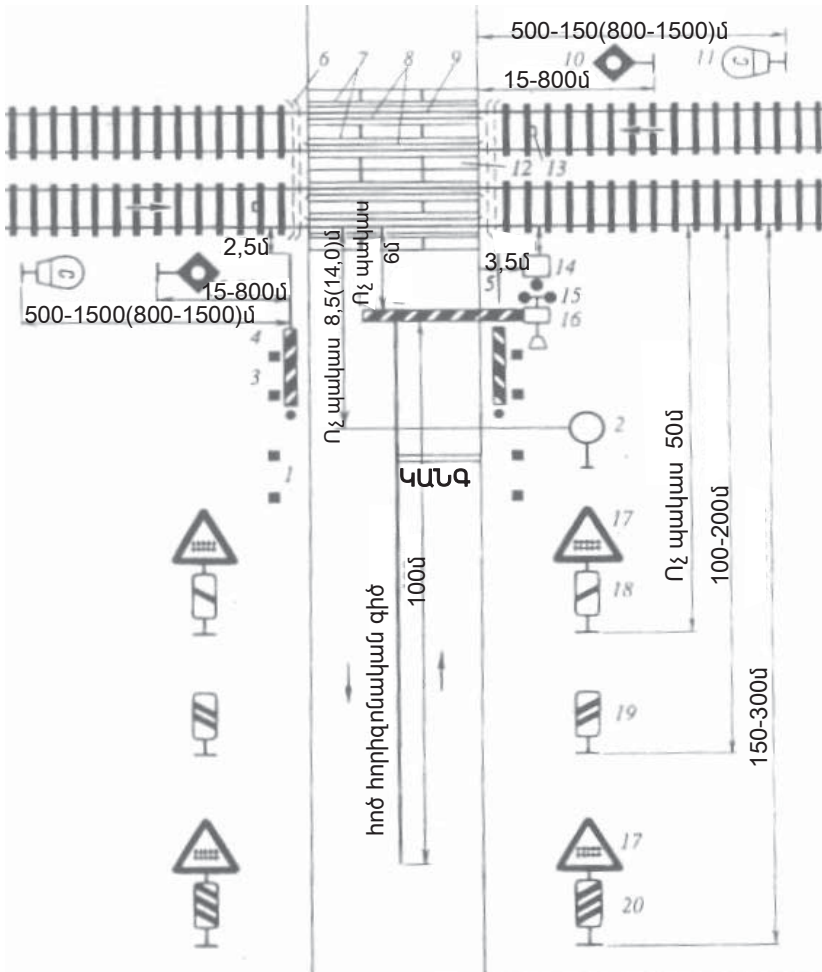 500-150(800-1500)մ
6 7 8 9 10 11 C
15-800մ
12 13
2,5մ
C
15-800մ
500-1500(800-1500)մ
Ոչ պակաս 8,5(14,0)մ
Ոչ պակաս
6մ
3,5մ
5
14
15
16
4
3
2
1
ԿԱՆԳ
17
18
19
17
20
100մ
հոծ հորիզոնական գիծ
Ոչ պակաս 50մ
100-200մ
150-300մ